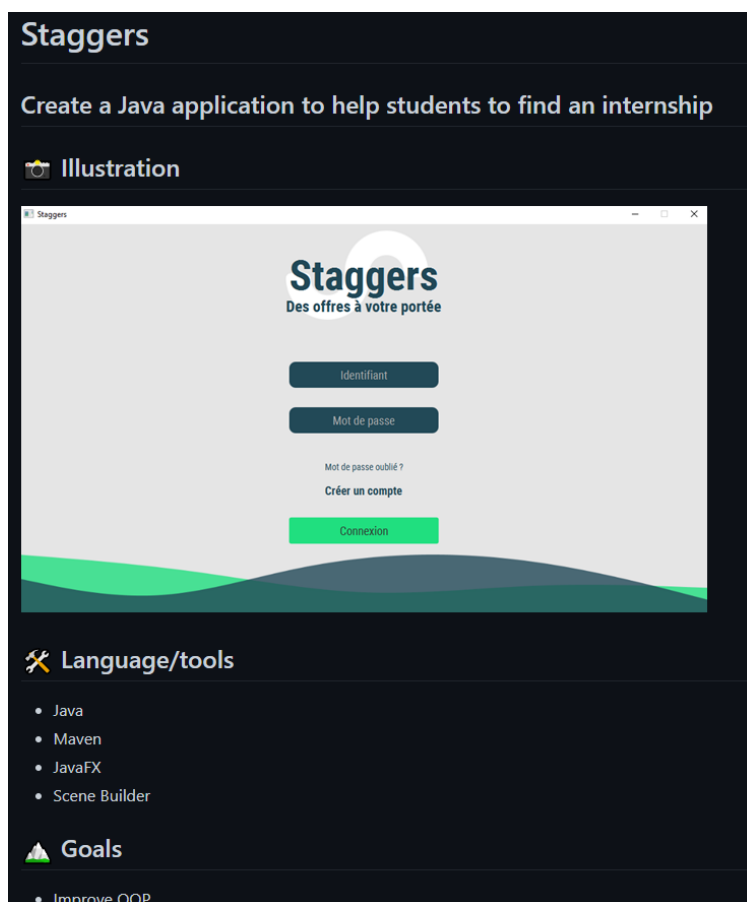 Staggers
Create a Java application to help students to find an internship
Illustration
Staggers
Staggers
Des offres à votre portée
Identifiant
Mot de passe
Mot de passe oublié ?
Créer un compte
Connexion
Language/tools
Java
Maven
JavaFX
Scene Builder
Goals
Improve OOP